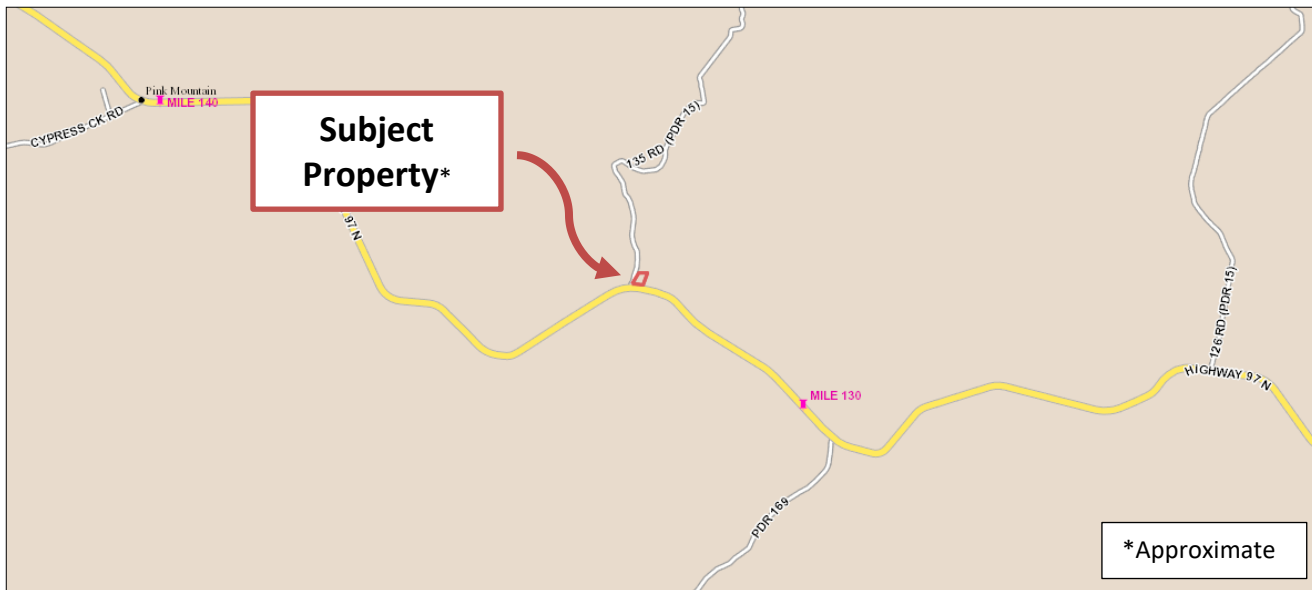 Pink Mountain
MILE 140
CYPRESS CK RD
Subject
Property*
135 RD (PDR-15)
97 N
126 RD (PDR-15)
HIGHWAY 97 N
MILE 130
PDR-169
*Approximate